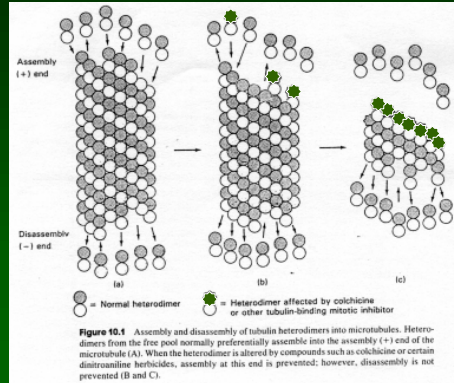 Assembly
(+) end
Disassembly
(−) end
(a)
(b)
(c)
= Normal heterodimer
= Heterodimer affected by colchicine
or other tubulin-binding mitotic inhibitor
Figure 10.1 Assembly and disassembly of tubulin heterodimers into microtubules. Hetero-
dimers from the free pool normally preferentially assemble into the assembly (+) end of the
microtubule (A). When the heterodimer is altered by compounds such as colchicine or certain
dinitroaniline herbicides, assembly at this end is prevented; however, disassembly is not
prevented (B and C).